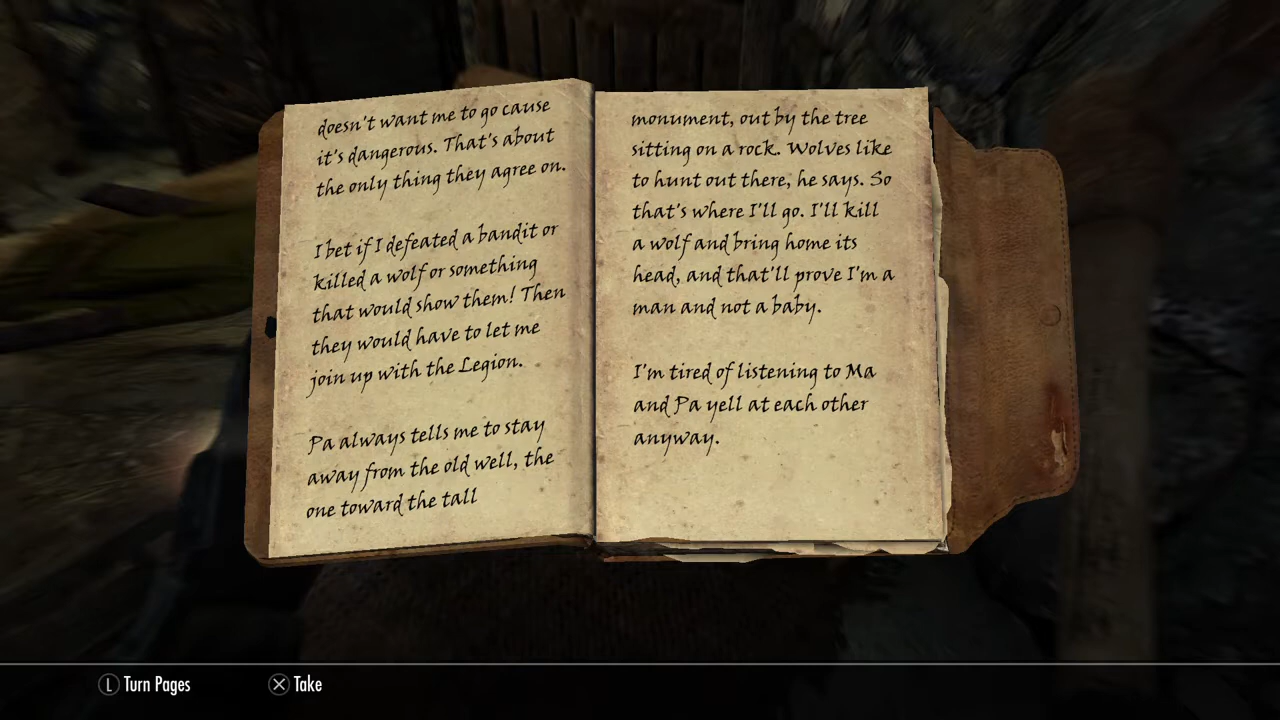 doesn't want me to go cause
it's dangerous. That's about
the only thing they agree on.
I bet if I defeated a bandit or
killed a wolf or something
that would show them! Then
they would have to let me
join up with the Legion.
Pa always tells me to stay
away from the old well, the
one toward the tall
monument, out by the tree
sitting on a rock. Wolves like
to hunt out there, he says. So
that's where I'll go. I'll kill
a wolf and bring home its
head, and that'll prove I'm a
man and not a baby.
I'm tired of listening to Ma
and Pa yell at each other
anyway.
L Turn Pages
X Take